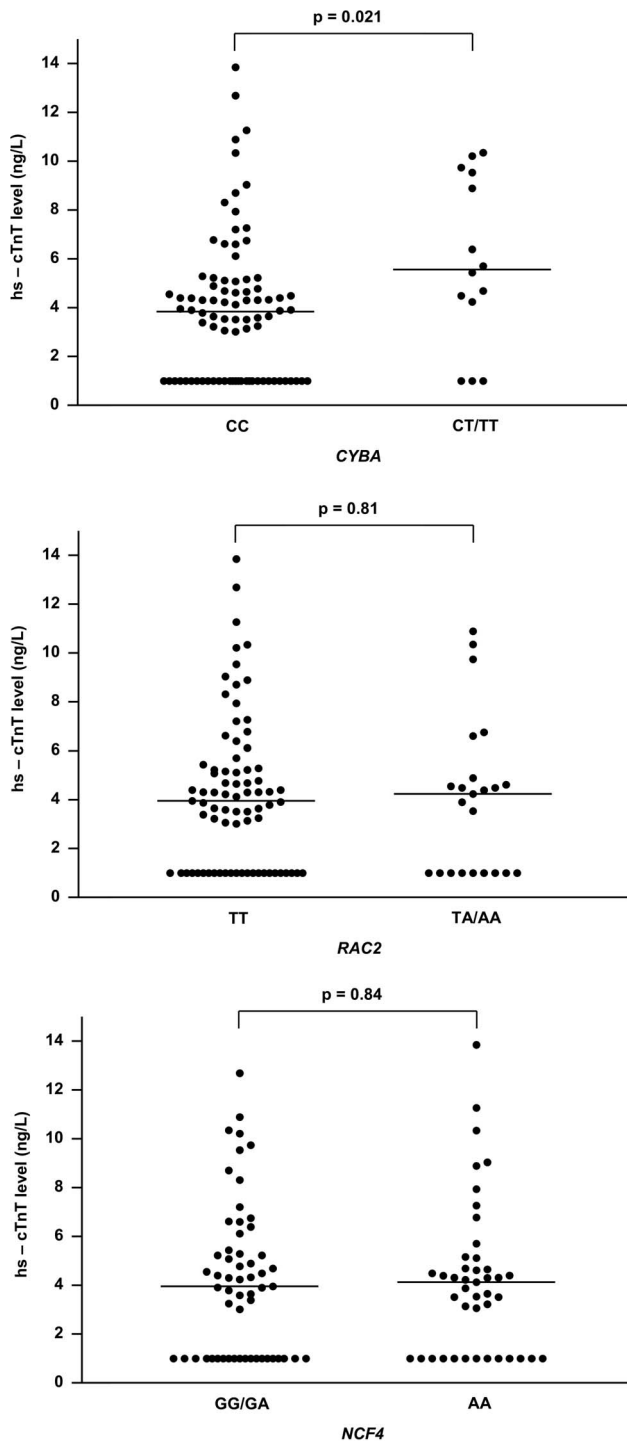 p = 0.021
14
12
10
8
6
4
2
0
hs – cTnT level (ng/L)
CC CT/TT
CYBA
p = 0.81
14
12
10
8
6
4
2
0
hs – cTnT level (ng/L)
TT TA/AA
RAC2
p = 0.84
14
12
10
8
6
4
2
0
hs – cTnT level (ng/L)
GG/GA AA
NCF4